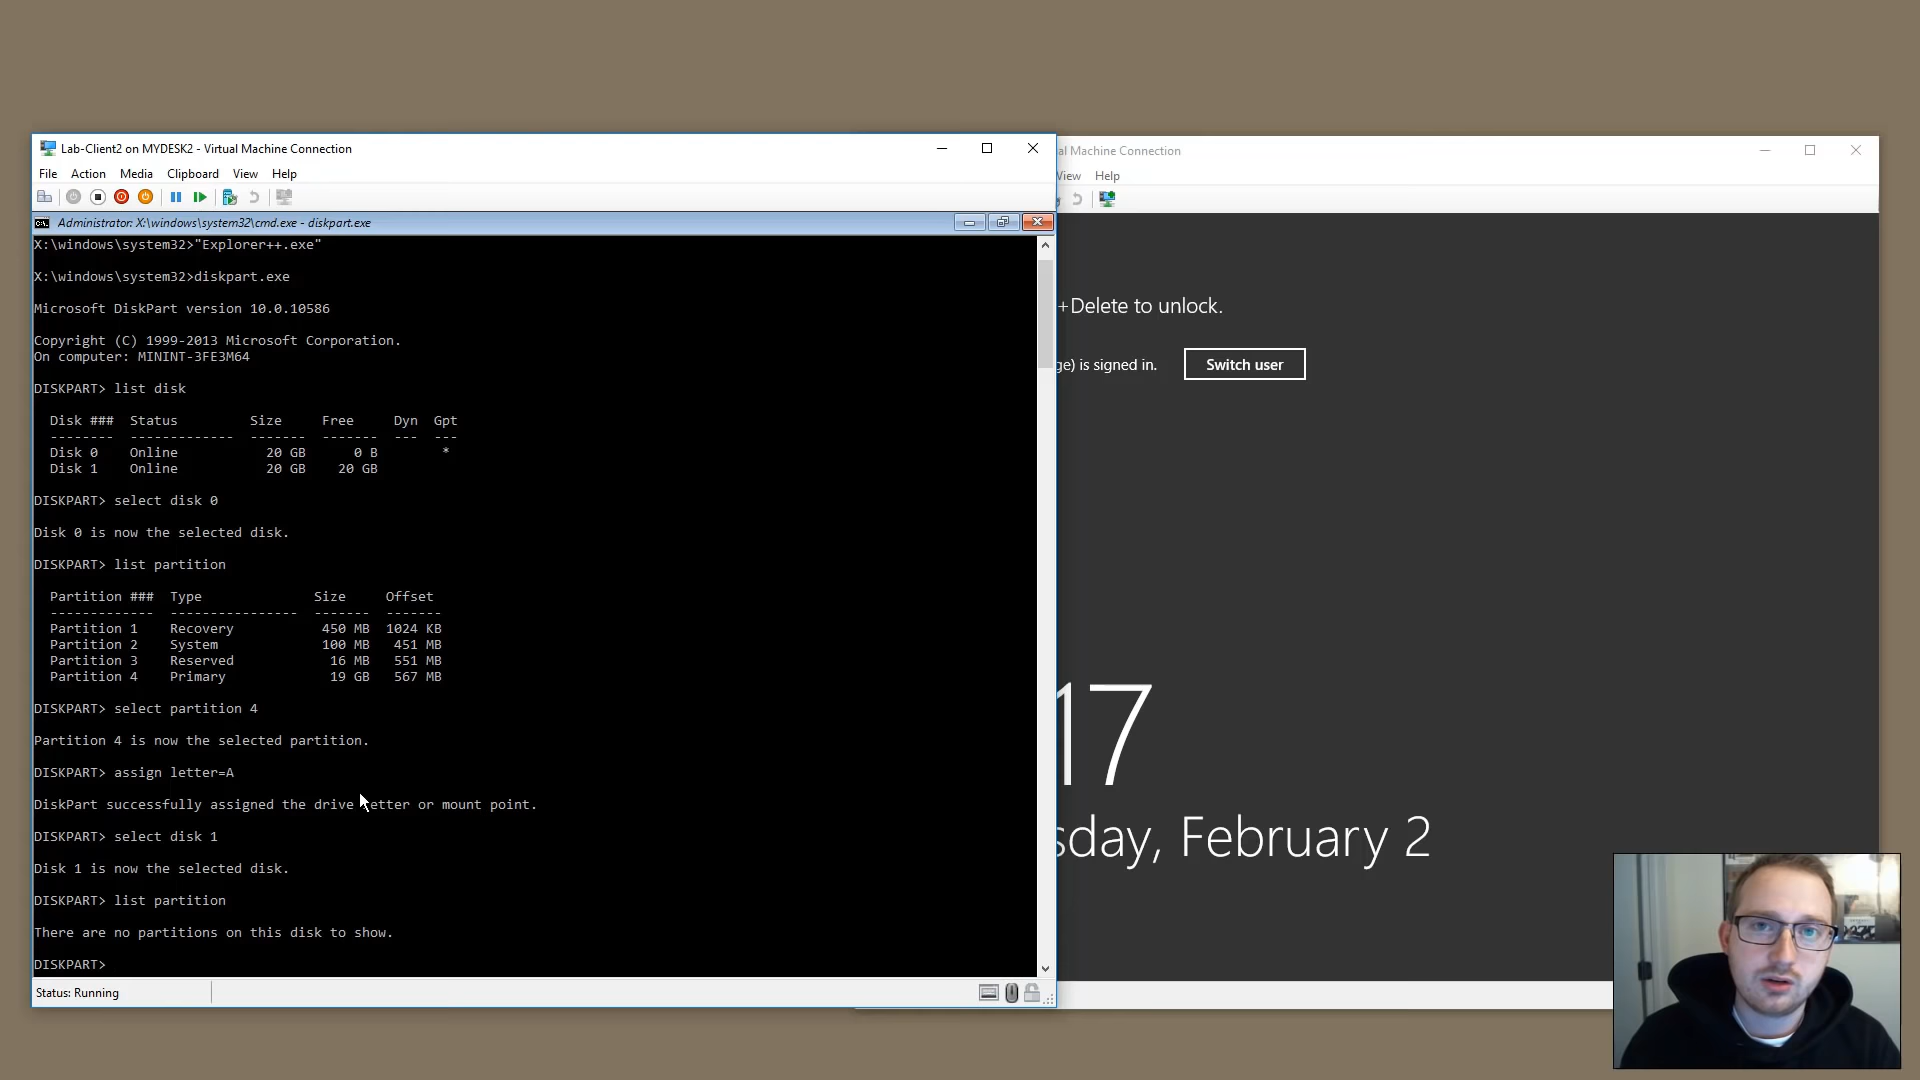 Lab-Client2 on MYDESK2 - Virtual Machine Connection
File Action Media View Clipboard Help
Administrator: X:\windows\system32\cmd.exe - diskpart.exe
X:\windows\system32>"Explorer++.exe"
X:\windows\system32>diskpart.exe
Microsoft DiskPart version 10.0.10586
Copyright (C) 1999-2013 Microsoft Corporation.
On computer: MININT-3FE3M64
DISKPART> list disk
Disk ### Status Size Free Dyn Gpt
-------- ------------- ------- ------- --- ---
Disk 0 Online 20 GB 0 B *
Disk 1 Online 20 GB 20 GB
DISKPART> select disk 0
Disk 0 is now the selected disk.
DISKPART> list partition
Partition ### Type Size Offset
------------- ---------------- ------- -------
Partition 1 Recovery 450 MB 1024 KB
Partition 2 System 100 MB 451 MB
Partition 3 Reserved 16 MB 551 MB
Partition 4 Primary 19 GB 567 MB
DISKPART> select partition 4
Partition 4 is now the selected partition.
DISKPART> assign letter=A
DiskPart successfully assigned the drive letter or mount point.
DISKPART> select disk 1
Disk 1 is now the selected disk.
DISKPART> list partition
There are no partitions on this disk to show.
DISKPART>
Status: Running
al Machine Connection
View Help
+Delete to unlock.
ge) is signed in. Switch user
17
sday, February 2